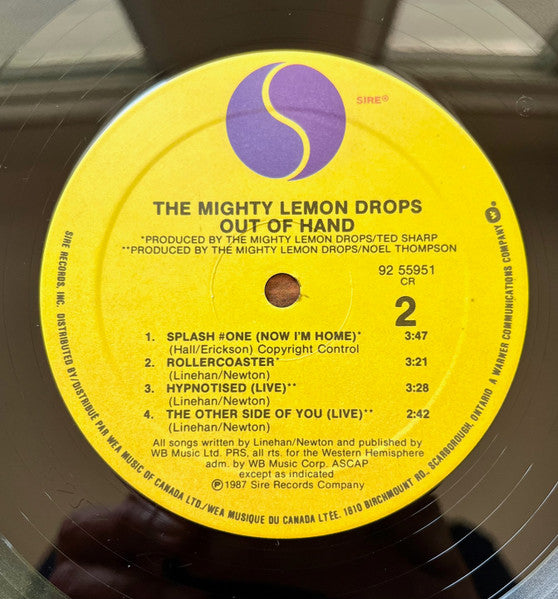 SIRE®
THE MIGHTY LEMON DROPS
OUT OF HAND
*PRODUCED BY THE MIGHTY LEMON DROPS/TED SHARP
**PRODUCED BY THE MIGHTY LEMON DROPS/NOEL THOMPSON
92 55951
CR
2
1. SPLASH #ONE (NOW I'M HOME)* 3:47
(Hall/Erickson) Copyright Control
2. ROLLERCOASTER* 3:21
(Linehan/Newton)
3. HYPNOTISED (LIVE)** 3:28
(Linehan/Newton)
4. THE OTHER SIDE OF YOU (LIVE)** 2:42
(Linehan/Newton)
All songs written by Linehan/Newton and published by
WB Music Ltd. PRS, all rts. for the Western Hemisphere
adm. by WB Music Corp. ASCAP
except as indicated
Ⓟ1987 Sire Records Company
SIRE RECORDS, INC. DISTRIBUTED BY/DISTRIBUÉ PAR WEA MUSIC OF CANADA LTD./WEA MUSIQUE DU CANADA LTÉE. 1810 BIRCHMOUNT RD., SCARBOROUGH, ONTARIO A WARNER COMMUNICATIONS COMPANY